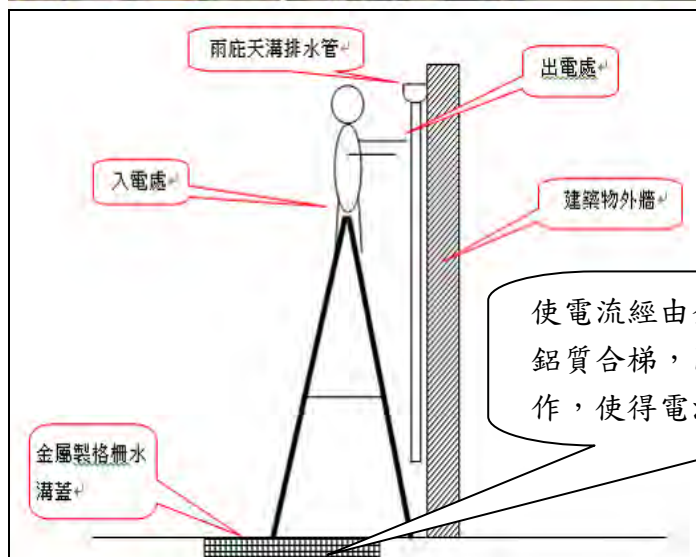 雨庇天溝排水管
出電處
入電處
建築物外牆
使電流經由
鋁質合梯，
作，使得電
金屬製格柵水
溝蓋